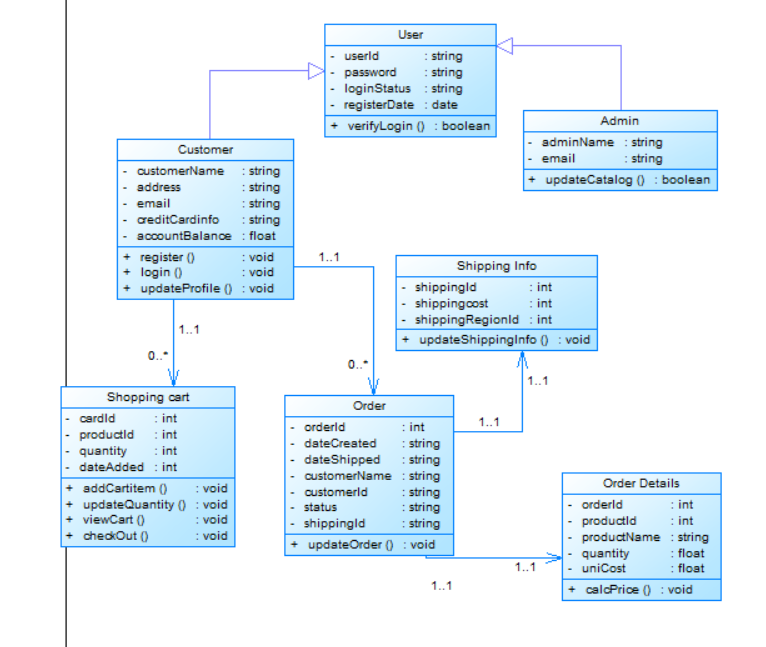 User
- userId : string
- password : string
- loginStatus : string
- registerDate : date
+ verifyLogin () : boolean
Admin
- adminName : string
- email : string
+ updateCatalog () : boolean
Customer
- customerName : string
- address : string
- email : string
- creditCardinfo : string
- accountBalance : float
+ register () : void
+ login () : void
+ updateProfile () : void
1..1
0..*
1..1
0..*
Shipping Info
- shippingId : int
- shippingcost : int
- shippingRegionId : int
+ updateShippingInfo () : void
1..1
1..1
Shopping cart
- cardId : int
- productId : int
- quantity : int
- dateAdded : int
+ addCartitem () : void
+ updateQuantity () : void
+ viewCart () : void
+ checkOut () : void
Order
- orderId : int
- dateCreated : string
- dateShipped : string
- customerName : string
- customerId : string
- status : string
- shippingId : string
+ updateOrder () : void
1..1
1..1
Order Details
- orderId : int
- productId : int
- productName : string
- quantity : float
- uniCost : float
+ calcPrice () : void